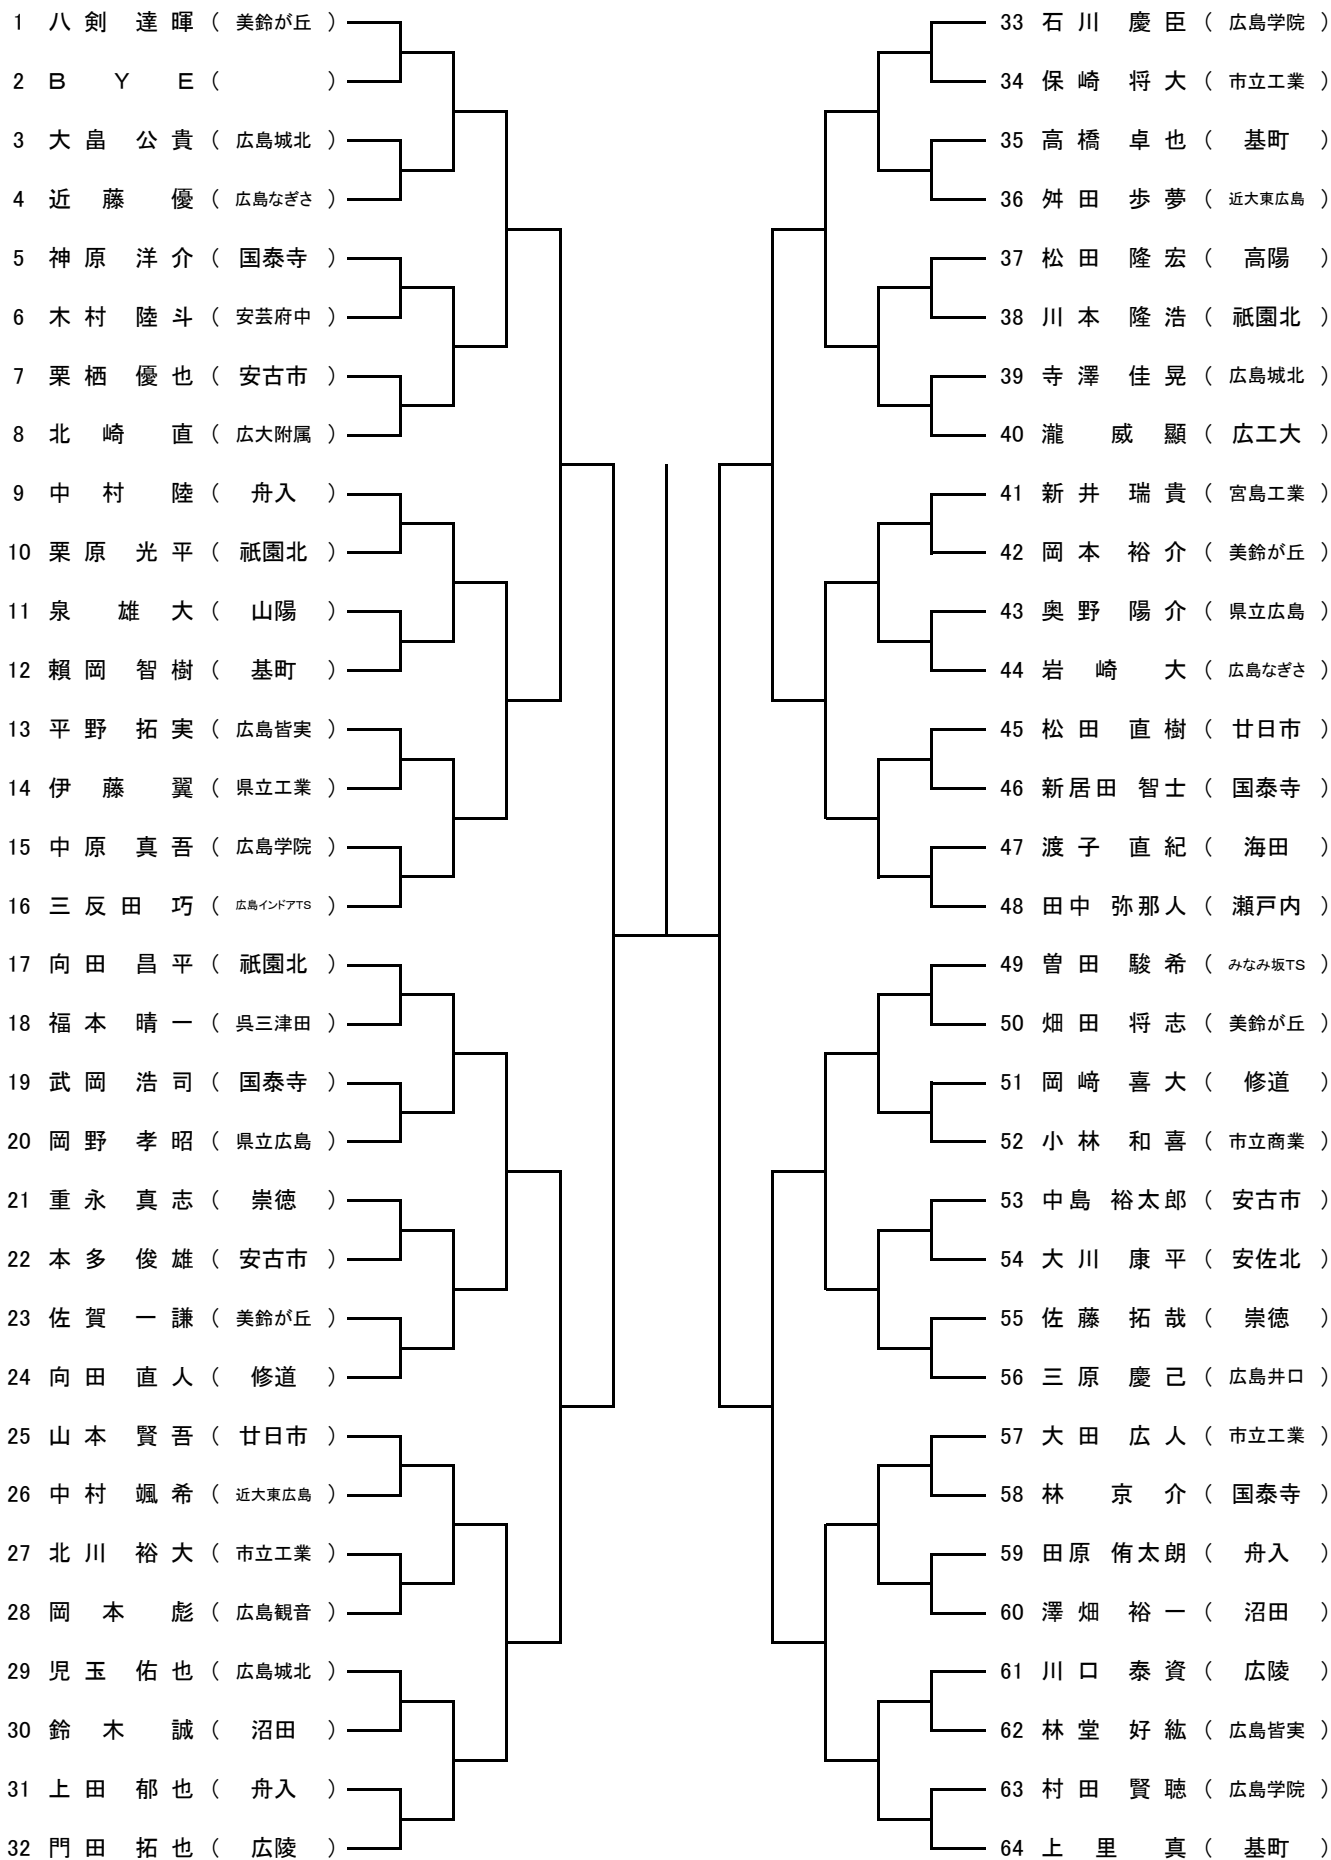 1 八剣 達暉 ( 美鈴が丘 )
2 B Y E ( )
3 大畠 公貴 ( 広島城北 )
4 近藤 優 ( 広島なぎさ )
5 神原 洋介 ( 国泰寺 )
6 木村 陸斗 ( 安芸府中 )
7 栗栖 優也 ( 安古市 )
8 北崎 直 ( 広大附属 )
9 中村 陸 ( 舟入 )
10 栗原 光平 ( 祇園北 )
11 泉 雄大 ( 山陽 )
12 頼岡 智樹 ( 基町 )
13 平野 拓実 ( 広島皆実 )
14 伊藤 翼 ( 県立工業 )
15 中原 真吾 ( 広島学院 )
16 三反田 巧 ( 広島インドアTS )
17 向田 昌平 ( 祇園北 )
18 福本 晴一 ( 呉三津田 )
19 武岡 浩司 ( 国泰寺 )
20 岡野 孝昭 ( 県立広島 )
21 重永 真志 ( 崇徳 )
22 本多 俊雄 ( 安古市 )
23 佐賀 一謙 ( 美鈴が丘 )
24 向田 直人 ( 修道 )
25 山本 賢吾 ( 廿日市 )
26 中村 颯希 ( 近大東広島 )
27 北川 裕大 ( 市立工業 )
28 岡本 彪 ( 広島観音 )
29 児玉 佑也 ( 広島城北 )
30 鈴木 誠 ( 沼田 )
31 上田 郁也 ( 舟入 )
32 門田 拓也 ( 広陵 )
33 石川 慶臣 ( 広島学院 )
34 保崎 将大 ( 市立工業 )
35 高橋 卓也 ( 基町 )
36 舛田 歩夢 ( 近大東広島 )
37 松田 隆宏 ( 高陽 )
38 川本 隆浩 ( 祇園北 )
39 寺澤 佳晃 ( 広島城北 )
40 瀧 威顯 ( 広工大 )
41 新井 瑞貴 ( 宮島工業 )
42 岡本 裕介 ( 美鈴が丘 )
43 奥野 陽介 ( 県立広島 )
44 岩崎 大 ( 広島なぎさ )
45 松田 直樹 ( 廿日市 )
46 新居田 智士 ( 国泰寺 )
47 渡子 直紀 ( 海田 )
48 田中 弥那人 ( 瀬戸内 )
49 曽田 駿希 ( みなみ坂TS )
50 畑田 将志 ( 美鈴が丘 )
51 岡﨑 喜大 ( 修道 )
52 小林 和喜 ( 市立商業 )
53 中島 裕太郎 ( 安古市 )
54 大川 康平 ( 安佐北 )
55 佐藤 拓哉 ( 崇徳 )
56 三原 慶己 ( 広島井口 )
57 大田 広人 ( 市立工業 )
58 林 京介 ( 国泰寺 )
59 田原 侑太朗 ( 舟入 )
60 澤畑 裕一 ( 沼田 )
61 川口 泰資 ( 広陵 )
62 林堂 好紘 ( 広島皆実 )
63 村田 賢聴 ( 広島学院 )
64 上里 真 ( 基町 )